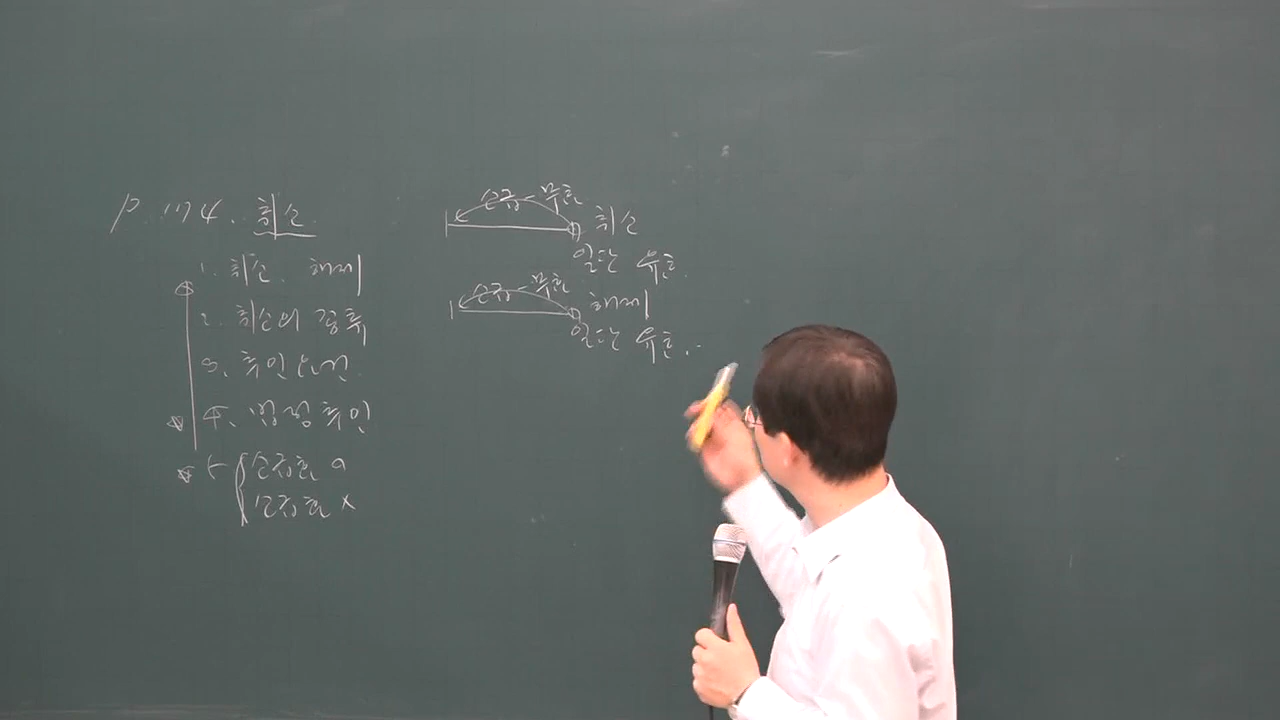 P. 174. 취소
1. 취소. 해제
2. 취소의 경축
3. 추인요건
4. 법정추인
5 소급효 o
소급효 x
소급-무효
취소
일단 유효.
소급-무효
해제
일단 유효.